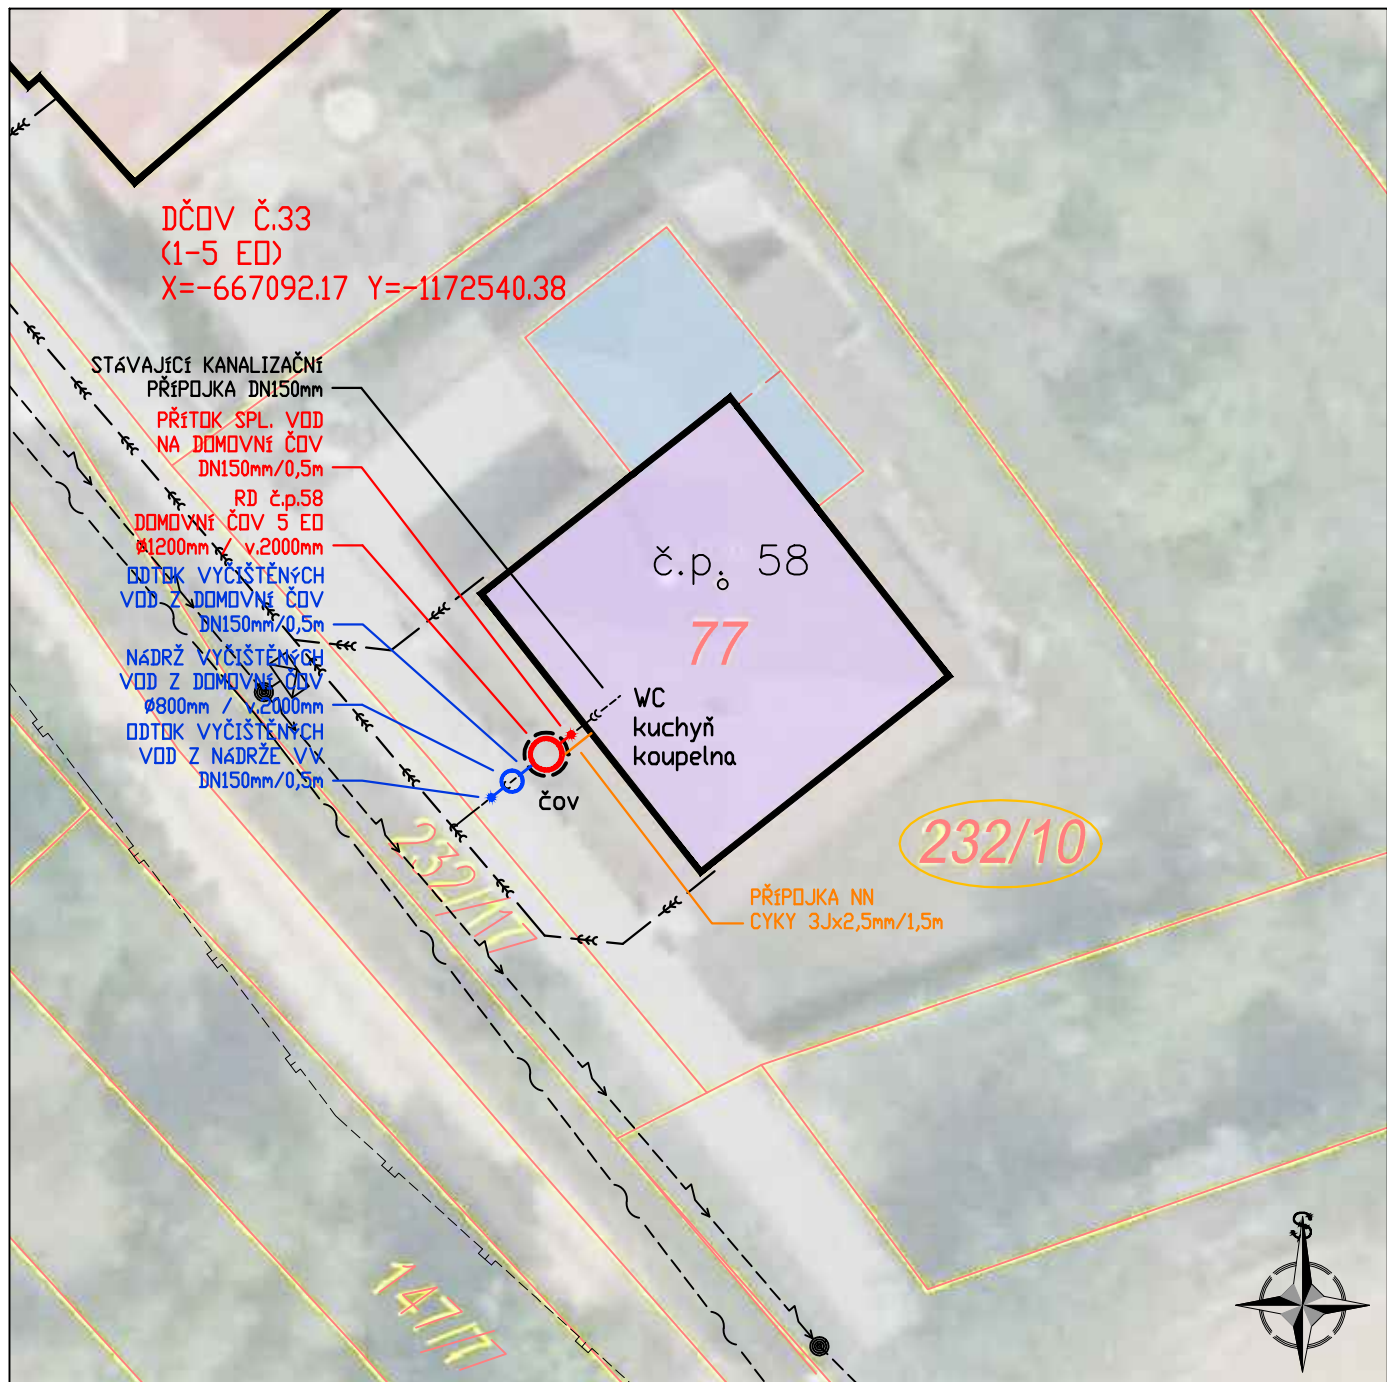 DČOV Č.33
(1-5 EO)
X=-667092.17 Y=-1172540.38
STÁVAJÍCÍ KANALIZAČNÍ
PŘÍPOJKA DN150mm
PŘÍTOK SPL. VOD
NA DOMOVNÍ ČOV
DN150mm/0,5m
RD č.p.58
DOMOVNÍ ČOV 5 EO
ø1200mm / v.2000mm
ODTOK VYČIŠTĚNÝCH
VOD Z DOMOVNÍ ČOV
DN150mm/0,5m
NÁDRŽ VYČIŠTĚNÝCH
VOD Z DOMOVNÍ ČOV
ø800mm / v.2000mm
ODTOK VYČIŠTĚNÝCH
VOD Z NÁDRŽE VV
DN150mm/0,5m
č.p. 58
77
WC
kuchyň
koupelna
čov
232/10
232/17
PŘÍPOJKA NN
CYKY 3Jx2,5mm/1,5m
147/7
S